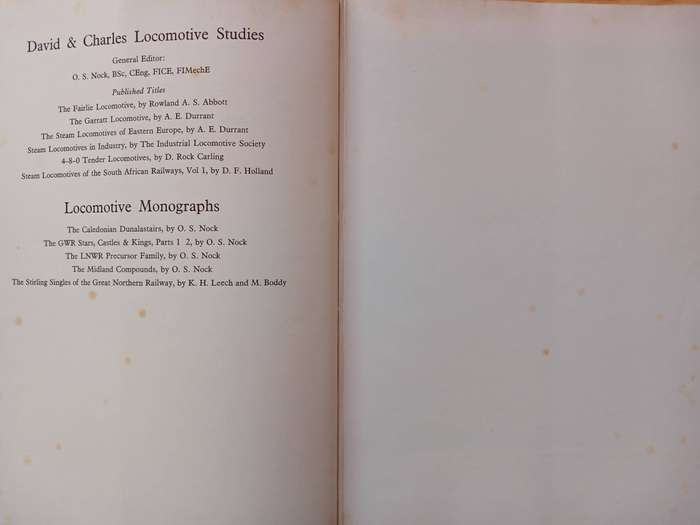 David & Charles Locomotive Studies
General Editor:
O. S. Nock, BSc, CEng, FICE, FIMechE
Published Titles
The Fairlie Locomotive, by Rowland A. S. Abbott
The Garratt Locomotive, by A. E. Durrant
The Steam Locomotives of Eastern Europe, by A. E. Durrant
Steam Locomotives in Industry, by The Industrial Locomotive Society
4-8-0 Tender Locomotives, by D. Rock Carling
Steam Locomotives of the South African Railways, Vol 1, by D. F. Holland
Locomotive Monographs
The Caledonian Dunalastairs, by O. S. Nock
The GWR Stars, Castles & Kings, Parts 1 2, by O. S. Nock
The LNWR Precursor Family, by O. S. Nock
The Midland Compounds, by O. S. Nock
The Stirling Singles of the Great Northern Railway, by K. H. Leech and M. Boddy